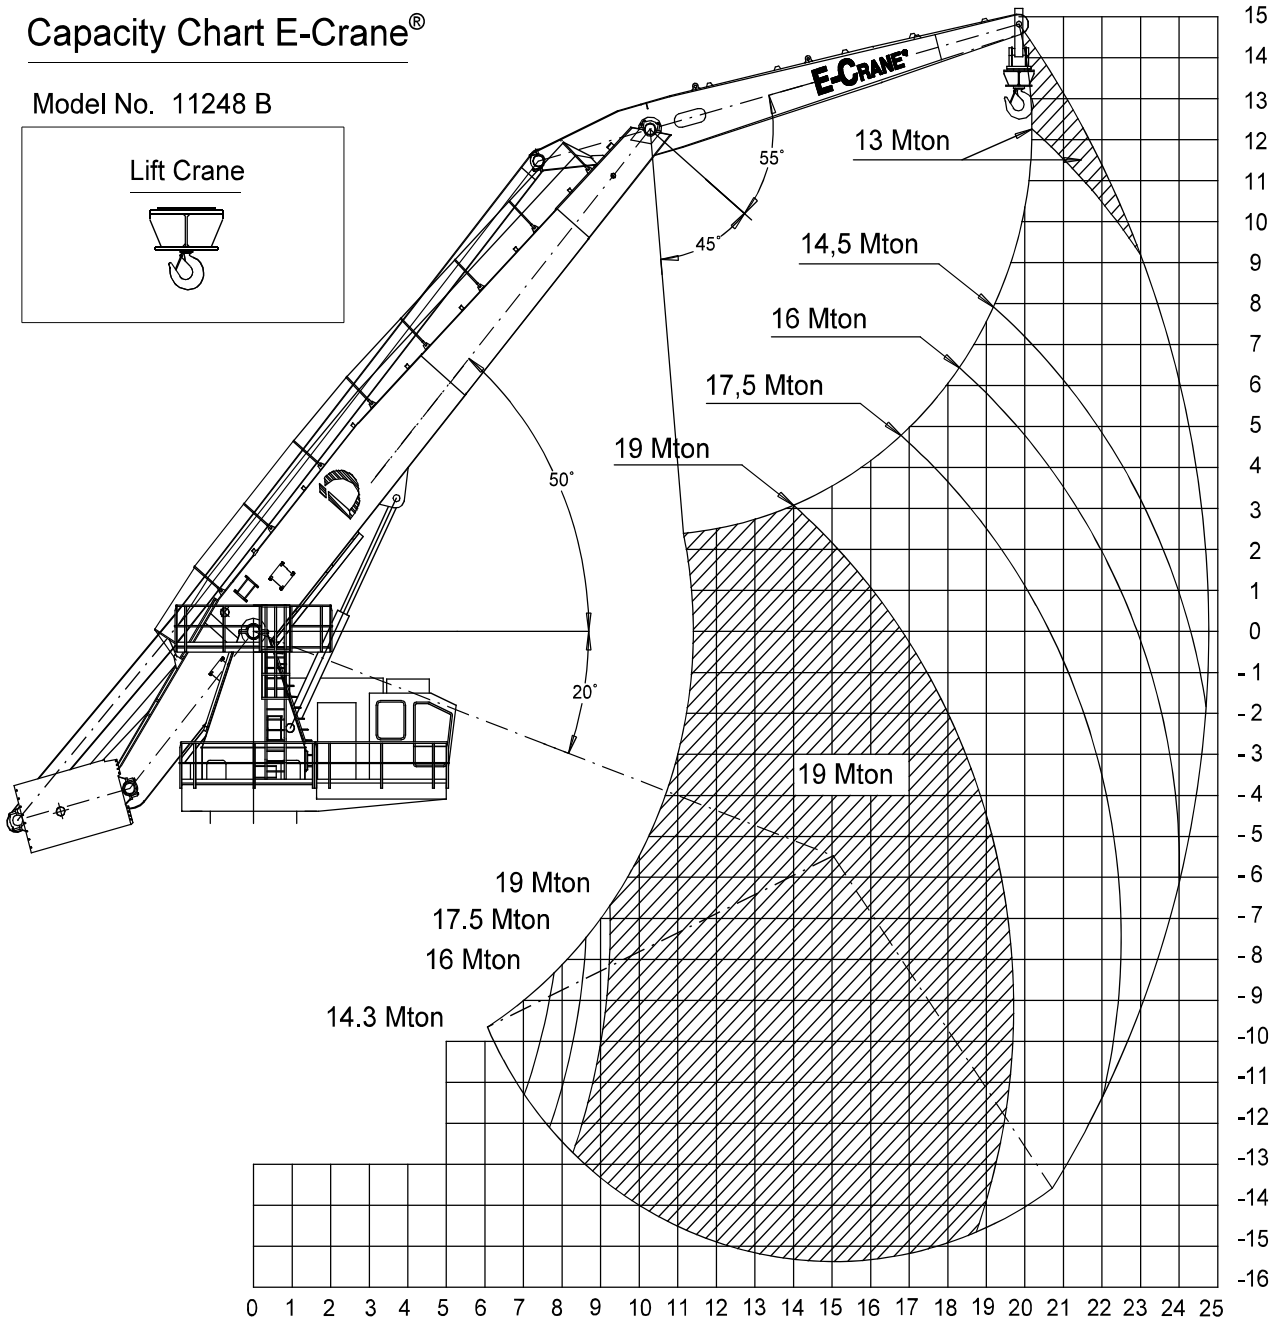 Capacity Chart E-Crane®
Model No. 11248 B
Lift Crane
E-CRANE®
13 Mton
55°
45°
14,5 Mton
16 Mton
17,5 Mton
19 Mton
50°
20°
19 Mton
19 Mton
17.5 Mton
16 Mton
14.3 Mton
15
14
13
12
11
10
9
8
7
6
5
4
3
2
1
0
-1
-2
-3
-4
-5
-6
-7
-8
-9
-10
-11
-12
-13
-14
-15
-16
0 1 2 3 4 5 6 7 8 9 10 11 12 13 14 15 16 17 18 19 20 21 22 23 24 25